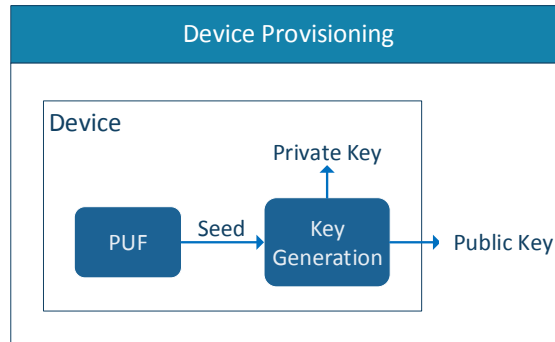 Device Provisioning
Device
Private Key
PUF
Seed
Key
Generation
Public Key